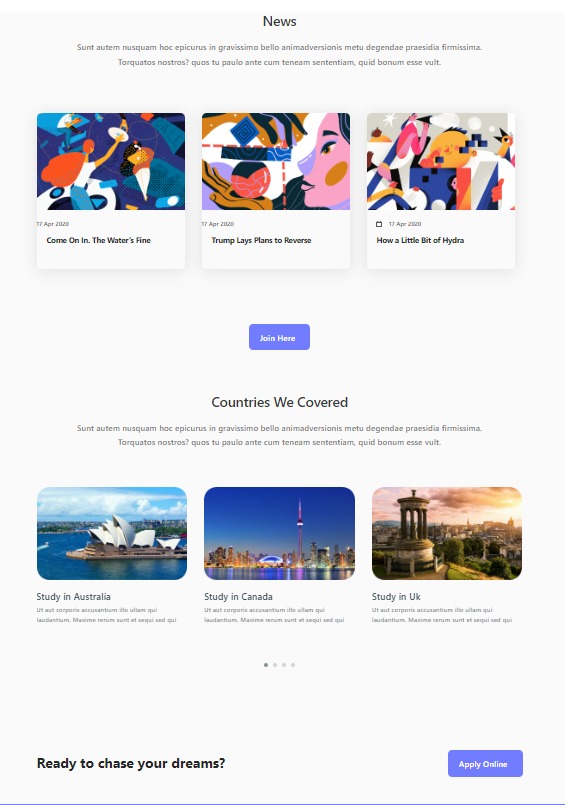 News
Sunt autem nusquam hoc epicurus in gravissimo bello animadversionis metu degendae praesidia firmissima.
Torquatos nostros? quos tu paulo ante cum teneam sententiam, quid bonum esse vult.
17 Apr 2020
Come On In. The Water's Fine
17 Apr 2020
Trump Lays Plans to Reverse
17 Apr 2020
How a Little Bit of Hydra
Join Here
Countries We Covered
Sunt autem nusquam hoc epicurus in gravissimo bello animadversionis metu degendae praesidia firmissima.
Torquatos nostros? quos tu paulo ante cum teneam sententiam, quid bonum esse vult.
Study in Australia
Ut aut corporis accusantium illo ullam qui
laudantium. Maxime rerum sunt et sequi sed qui
Study in Canada
Ut aut corporis accusantium illo ullam qui
laudantium. Maxime rerum sunt et sequi sed qui
Study in Uk
Ut aut corporis accusantium illo ullam qui
laudantium. Maxime rerum sunt et sequi sed qui
Ready to chase your dreams?
Apply Online